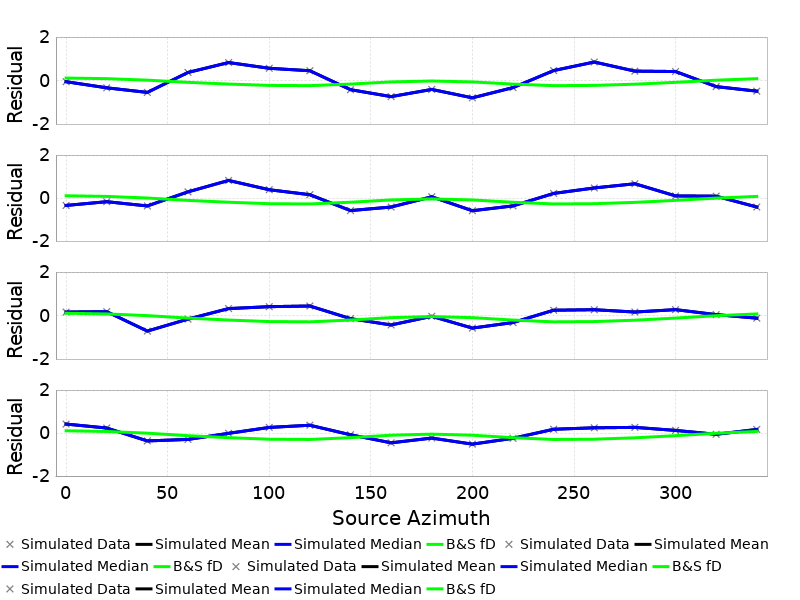 2
0
-2
Residual
2
0
-2
Residual
2
0
-2
Residual
2
0
-2
Residual
0 50 100 150 200 250 300
Source Azimuth
× Simulated Data Simulated Mean Simulated Median B&S fD × Simulated Data Simulated Mean
Simulated Median B&S fD × Simulated Data Simulated Mean Simulated Median B&S fD
× Simulated Data Simulated Mean Simulated Median B&S fD